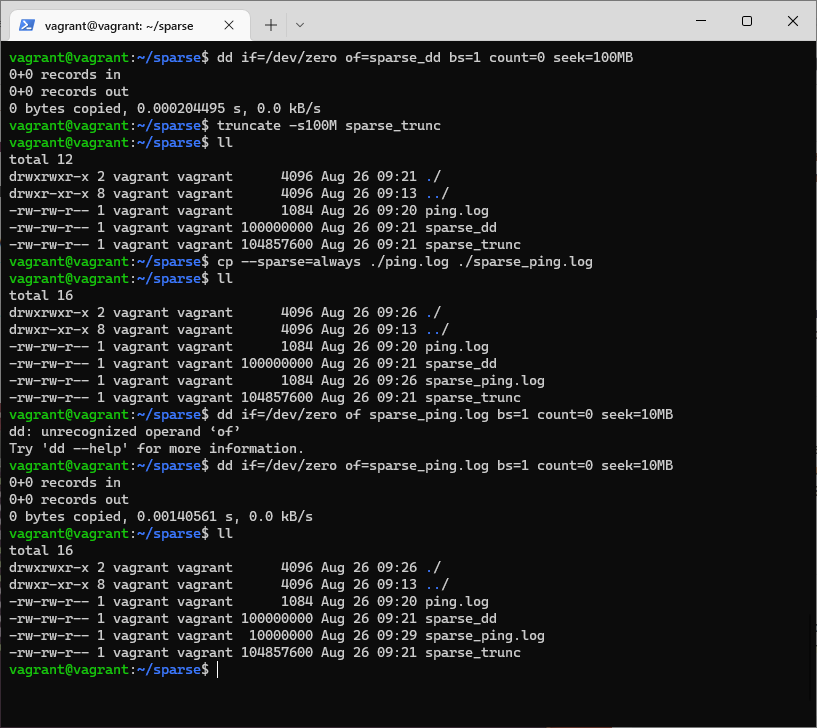 vagrant@vagrant: ~/sparse
vagrant@vagrant:~/sparse$ dd if=/dev/zero of=sparse_dd bs=1 count=0 seek=100MB
0+0 records in
0+0 records out
0 bytes copied, 0.000204495 s, 0.0 kB/s
vagrant@vagrant:~/sparse$ truncate -s100M sparse_trunc
vagrant@vagrant:~/sparse$ ll
total 12
drwxrwxr-x 2 vagrant vagrant      4096 Aug 26 09:21 ./
drwxr-xr-x 8 vagrant vagrant      4096 Aug 26 09:13 ../
-rw-rw-r-- 1 vagrant vagrant      1084 Aug 26 09:20 ping.log
-rw-rw-r-- 1 vagrant vagrant 100000000 Aug 26 09:21 sparse_dd
-rw-rw-r-- 1 vagrant vagrant 104857600 Aug 26 09:21 sparse_trunc
vagrant@vagrant:~/sparse$ cp --sparse=always ./ping.log ./sparse_ping.log
vagrant@vagrant:~/sparse$ ll
total 16
drwxrwxr-x 2 vagrant vagrant      4096 Aug 26 09:26 ./
drwxr-xr-x 8 vagrant vagrant      4096 Aug 26 09:13 ../
-rw-rw-r-- 1 vagrant vagrant      1084 Aug 26 09:20 ping.log
-rw-rw-r-- 1 vagrant vagrant 100000000 Aug 26 09:21 sparse_dd
-rw-rw-r-- 1 vagrant vagrant      1084 Aug 26 09:26 sparse_ping.log
-rw-rw-r-- 1 vagrant vagrant 104857600 Aug 26 09:21 sparse_trunc
vagrant@vagrant:~/sparse$ dd if=/dev/zero of sparse_ping.log bs=1 count=0 seek=10MB
dd: unrecognized operand ‘of’
Try 'dd --help' for more information.
vagrant@vagrant:~/sparse$ dd if=/dev/zero of=sparse_ping.log bs=1 count=0 seek=10MB
0+0 records in
0+0 records out
0 bytes copied, 0.00140561 s, 0.0 kB/s
vagrant@vagrant:~/sparse$ ll
total 16
drwxrwxr-x 2 vagrant vagrant      4096 Aug 26 09:26 ./
drwxr-xr-x 8 vagrant vagrant      4096 Aug 26 09:13 ../
-rw-rw-r-- 1 vagrant vagrant      1084 Aug 26 09:20 ping.log
-rw-rw-r-- 1 vagrant vagrant 100000000 Aug 26 09:21 sparse_dd
-rw-rw-r-- 1 vagrant vagrant  10000000 Aug 26 09:29 sparse_ping.log
-rw-rw-r-- 1 vagrant vagrant 104857600 Aug 26 09:21 sparse_trunc
vagrant@vagrant:~/sparse$